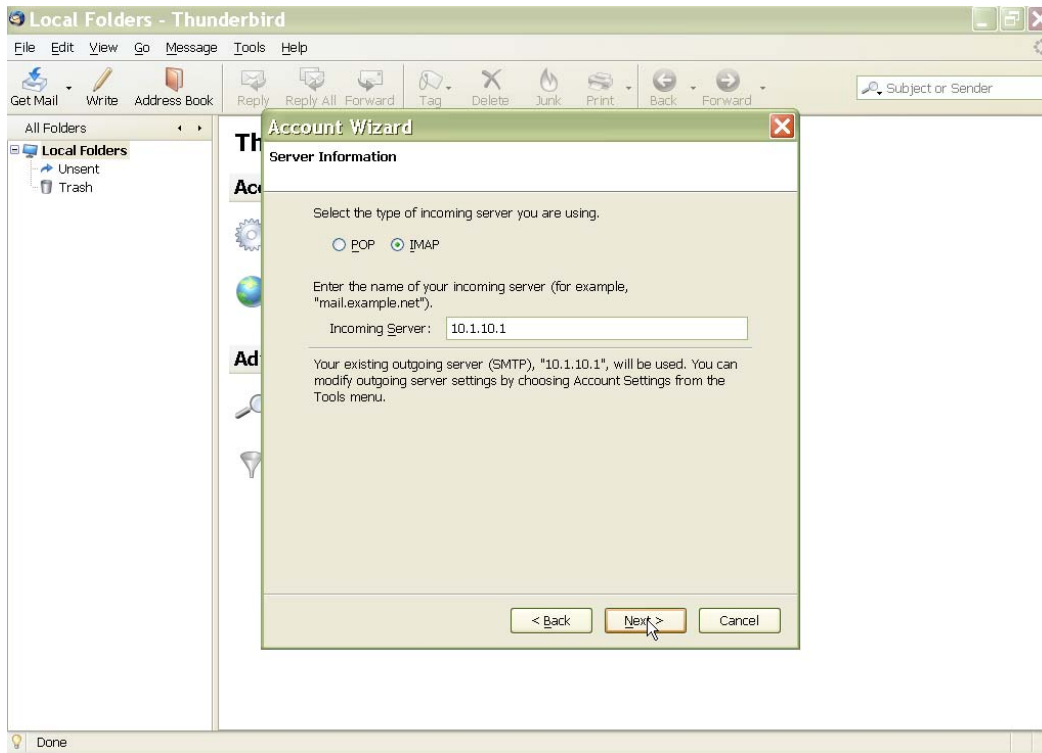 Local Folders - Thunderbird
File Edit View Go Message Tools Help
Get Mail Write Address Book Reply Reply All Forward Tag Delete Junk Print Back Forward Subject or Sender
All Folders
Local Folders
Unsent
Trash
Th
Ac
Ad
Account Wizard
Server Information
Select the type of incoming server you are using.
POP IMAP
Enter the name of your incoming server (for example,
"mail.example.net").
Incoming Server: 10.1.10.1
Your existing outgoing server (SMTP), "10.1.10.1", will be used. You can
modify outgoing server settings by choosing Account Settings from the
Tools menu.
< Back Next > Cancel
Done